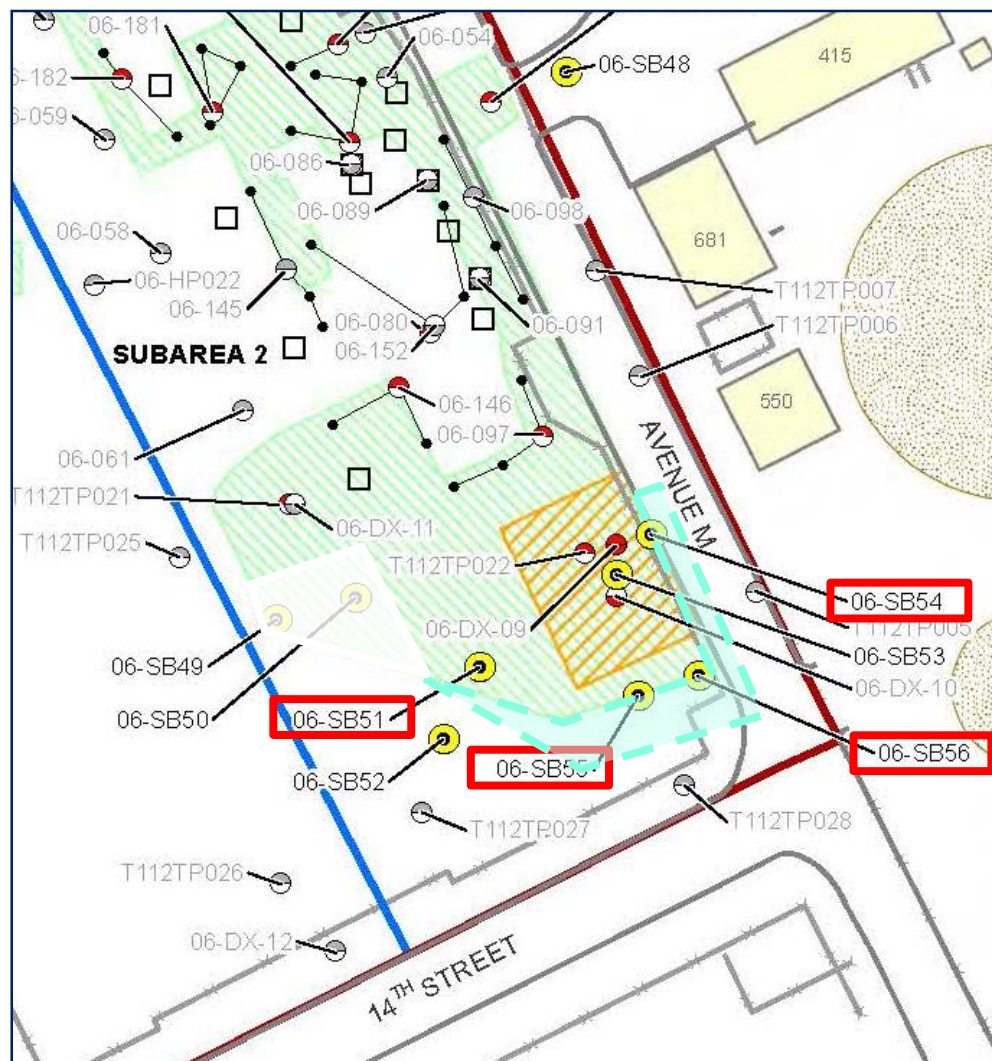 06-181
06-054
06-SB48
415
6-182
6-059
06-086
06-089
06-098
681
06-058
06-HP022
T112TP007
06-145
06-080
06-091
T112TP006
06-152
SUBAREA 2
06-146
550
06-097
06-061
AVENUE M
T112TP021
06-DX-11
T112TP025
T112TP022
06-SB54
T112TP005
06-DX-09
06-SB53
06-SB49
06-DX-10
06-SB50
06-SB51
06-SB56
06-SB55
06-SB52
T112TP027
T112TP028
T112TP026
06-DX-12
14TH STREET